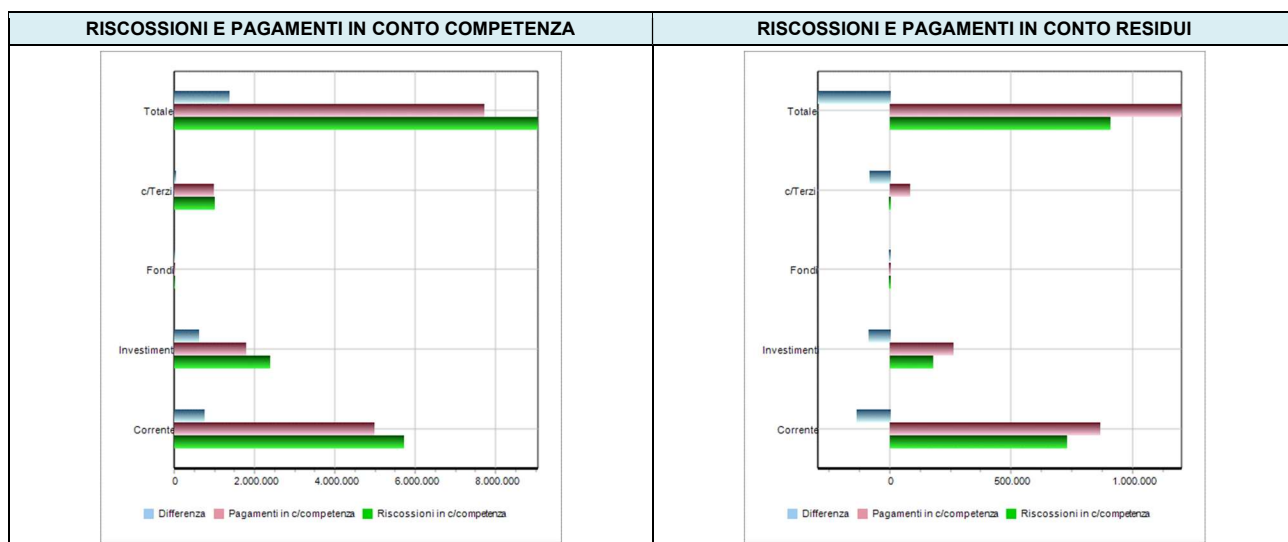 RISCOSSIONI E PAGAMENTI IN CONTO COMPETENZA
Totale
c/Terzi
Fondi
Investiment
Corrente
0 2.000.000 4.000.000 6.000.000 8.000.000
Differenza Pagamenti in c/competenza Riscossioni in c/competenza
RISCOSSIONI E PAGAMENTI IN CONTO RESIDUI
Totale
c/Terzi
Fondi
Investiment
Corrente
0 500.000 1.000.000
Differenza Pagamenti in c/competenza Riscossioni in c/competenza